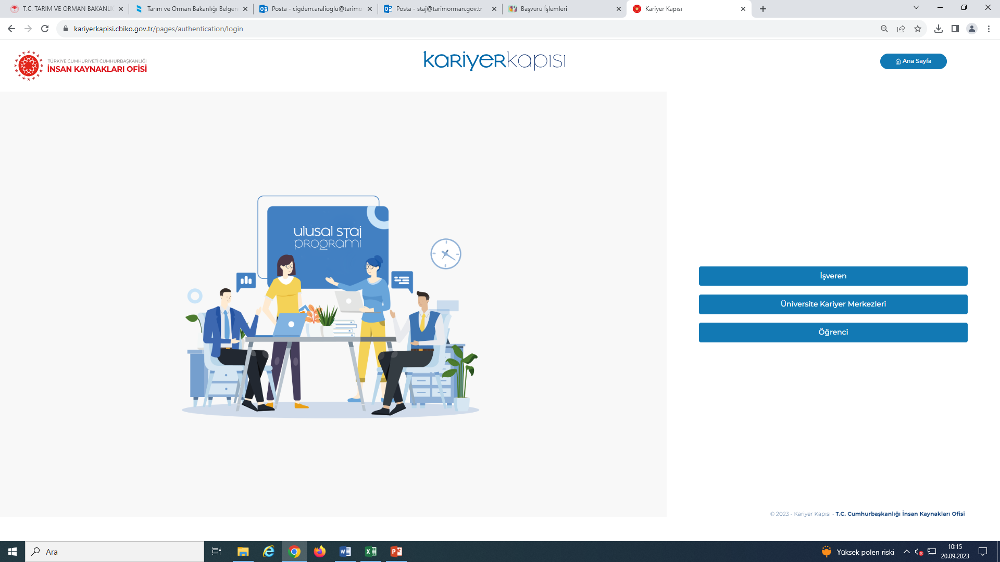 T.C. TARIM VE ORMAN BAKANLI
Tarım ve Orman Bakanlığı Belgen
Posta - cigdem.aralioglu@tarimo
Posta - staj@tarimorman.gov.tr
Başvuru İşlemleri
Kariyer Kapısı
kariyerkapisi.cbiko.gov.tr/pages/authentication/login
TÜRKİYE CUMHURİYETİ CUMHURBAŞKANLIĞI
İNSAN KAYNAKLARI OFİSİ
kariyerkapısı
Ana Sayfa
ulusal staj
programı
İşveren
Üniversite Kariyer Merkezleri
Öğrenci
© 2023 - Kariyer Kapısı - T.C. Cumhurbaşkanlığı İnsan Kaynakları Ofisi
Ara
Yüksek polen riski
10:15
20.09.2023